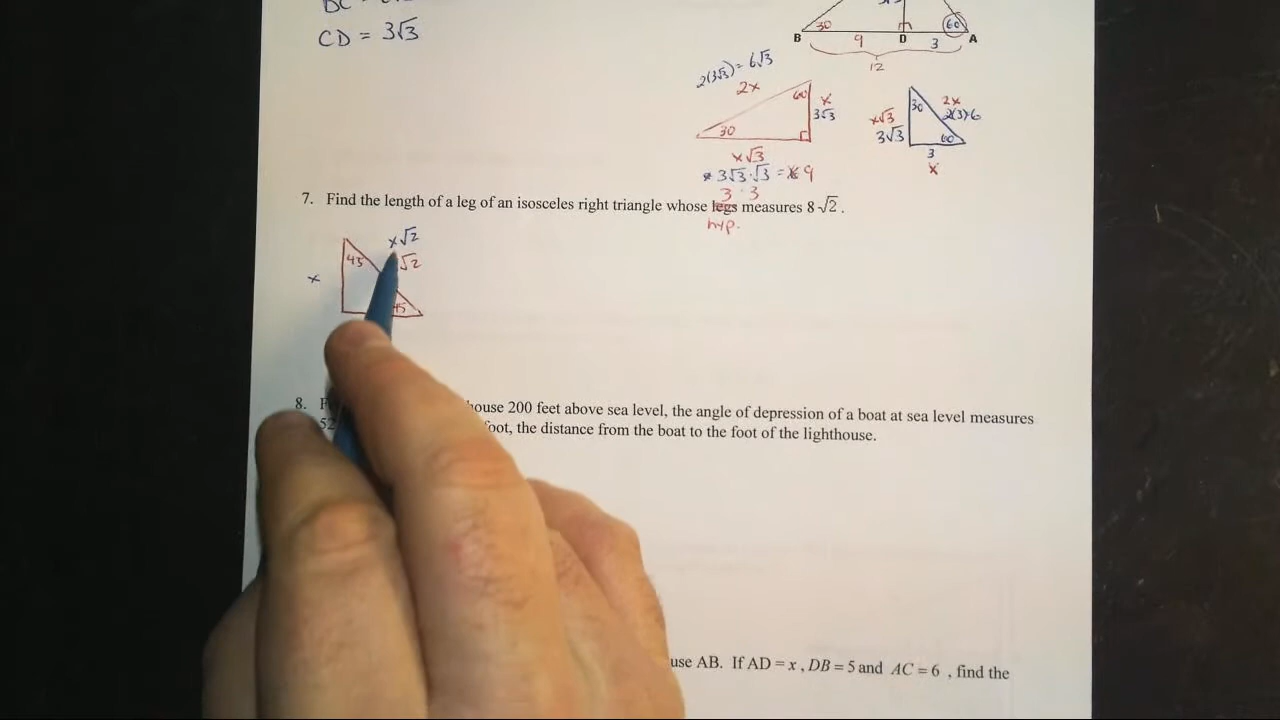 CD = 3√3
30
60
B
9
D
3
A
12
2(3√3) = 6√3
2x
60
x
3√3
30
x√3
3√3·√3 = 9
3 · 3
30
2x
x√3
3√3
60
3
x
7. Find the length of a leg of an isosceles right triangle whose legs measures 8√2.
hyp.
x√2
45
√2
x
45
8.
house 200 feet above sea level, the angle of depression of a boat at sea level measures
52
foot, the distance from the boat to the foot of the lighthouse.
use AB. If AD = x, DB = 5 and AC = 6, find the